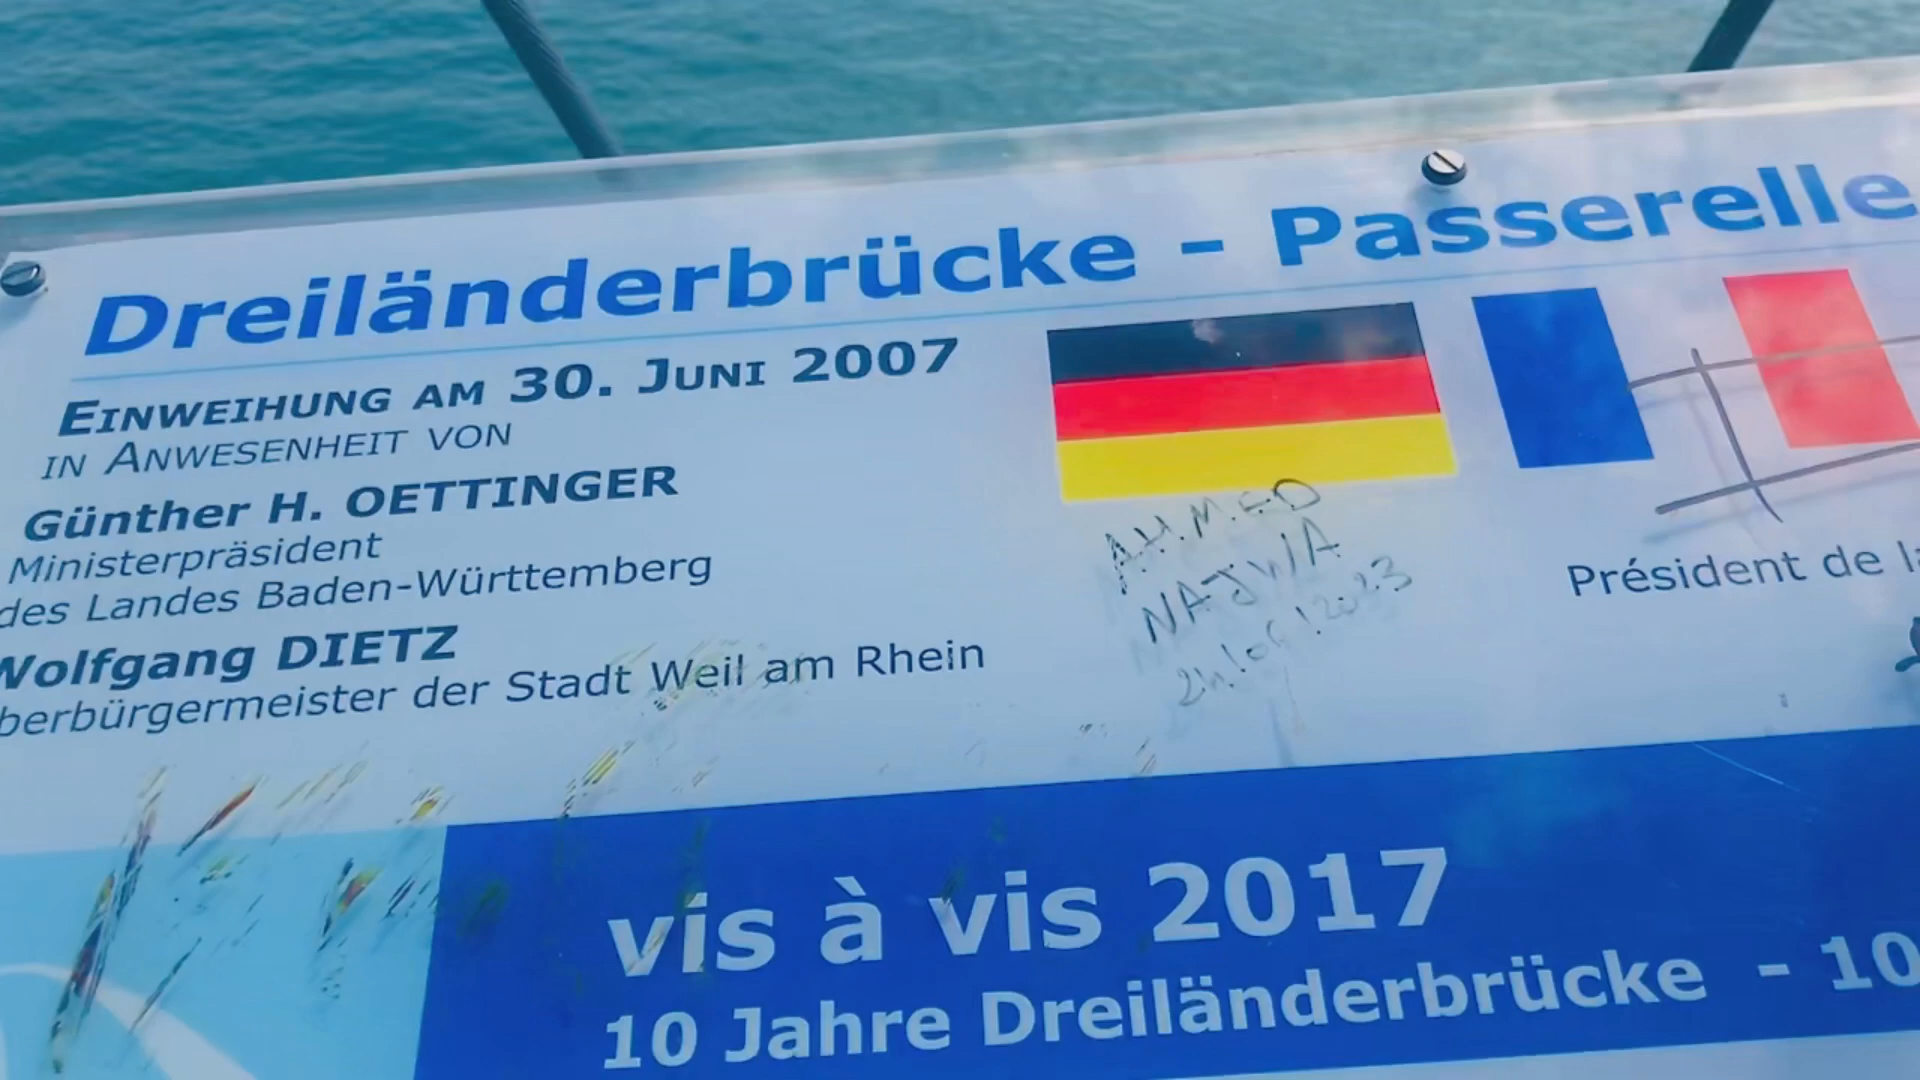 Dreiländerbrücke - Passerelle
EINWEIHUNG AM 30. JUNI 2007
IN ANWESENHEIT VON
Günther H. OETTINGER
Ministerpräsident
des Landes Baden-Württemberg
Wolfgang DIETZ
berbürgermeister der Stadt Weil am Rhein
AHMED
NAJWA
Président de la
vis à vis 2017
10 Jahre Dreiländerbrücke - 10